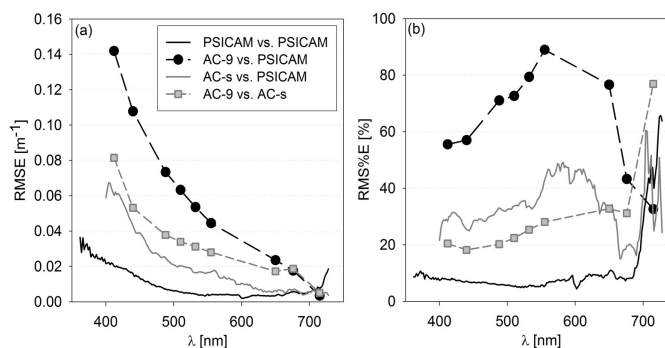 (a)
PSICAM vs. PSICAM
AC-9 vs. PSICAM
AC-s vs. PSICAM
AC-9 vs. AC-s
RMSE [m⁻¹]
0.16
0.14
0.12
0.10
0.08
0.06
0.04
0.02
0.00
400 500 600 700
λ [nm]
(b)
RMS%E [%]
100
80
60
40
20
0
400 500 600 700
λ [nm]